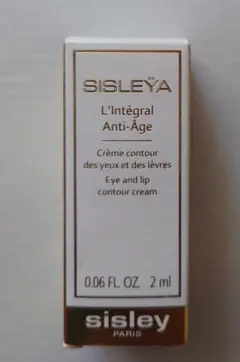 SISLEŸA
L'Intégral
Anti-Âge
Crème contour
des yeux et des lèvres
Eye and lip
contour cream
0.06 FL. OZ. 2 ml
sisley
PARIS